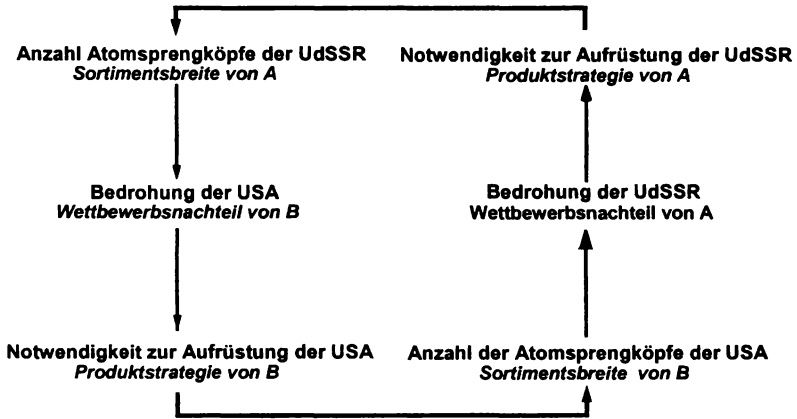 Anzahl Atomsprengköpfe der UdSSR
Sortimentsbreite von A
Notwendigkeit zur Aufrüstung der UdSSR
Produktstrategie von A
Bedrohung der USA
Wettbewerbsnachteil von B
Bedrohung der UdSSR
Wettbewerbsnachteil von A
Notwendigkeit zur Aufrüstung der USA
Produktstrategie von B
Anzahl der Atomsprengköpfe der USA
Sortimentsbreite von B